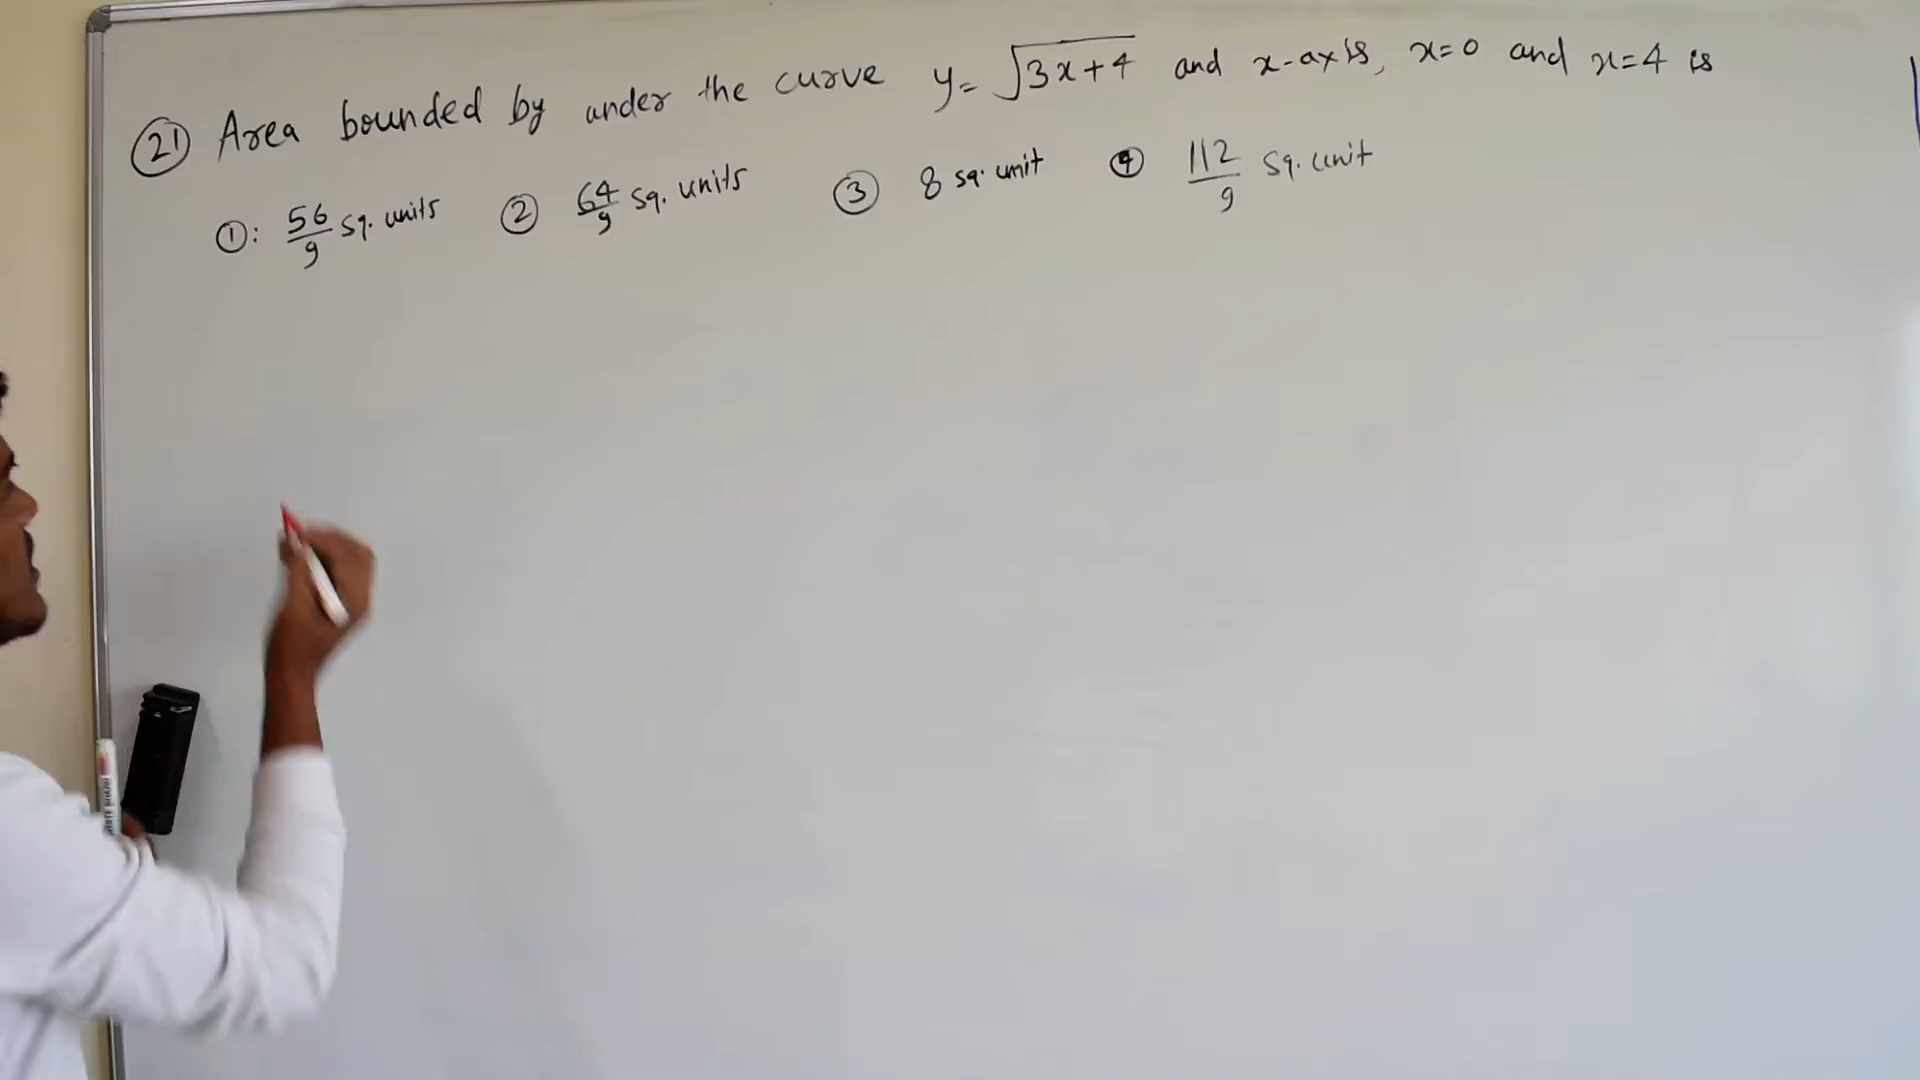 21 Area bounded by under the curve y = √3x+4 and x-axis, x=0 and x=4 is
①: 56/9 sq. units ② 64/9 sq. units ③ 8 sq. unit ④ 112/9 sq. unit